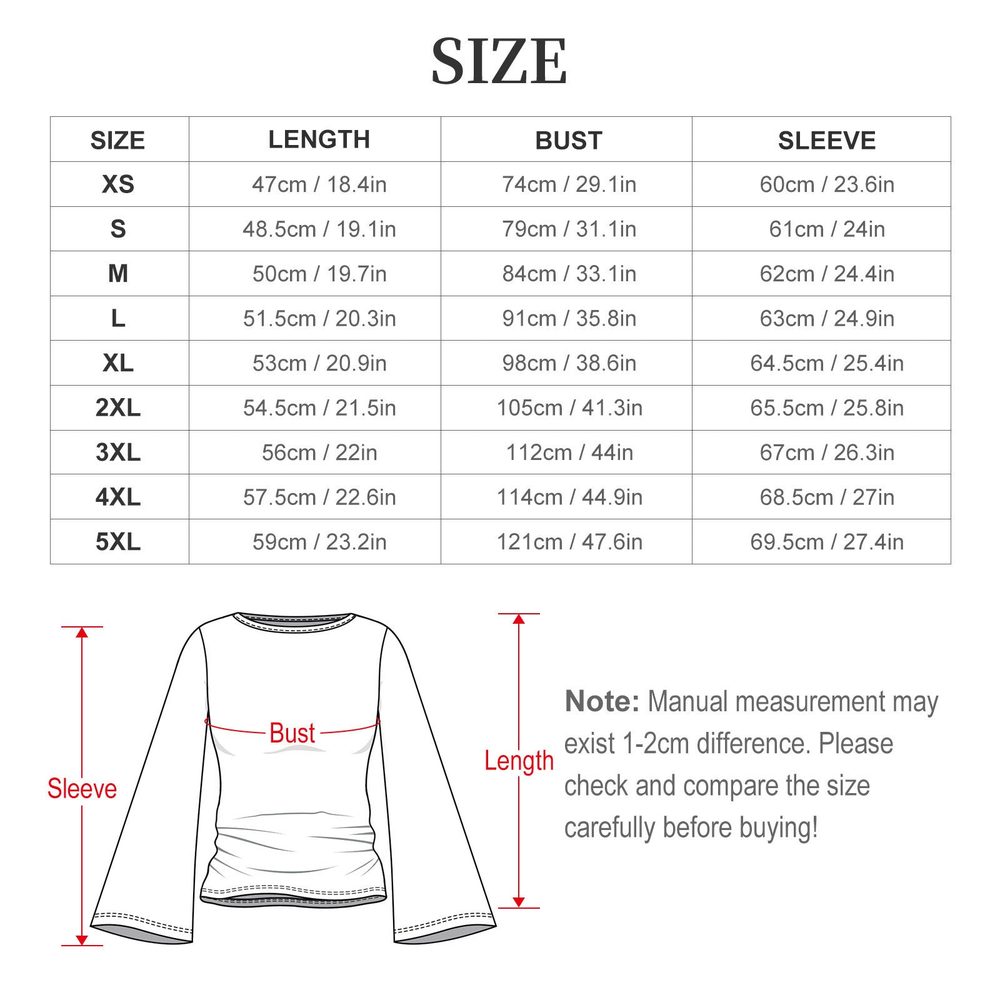 SIZE
SIZE LENGTH BUST SLEEVE
XS 47cm / 18.4in 74cm / 29.1in 60cm / 23.6in
S 48.5cm / 19.1in 79cm / 31.1in 61cm / 24in
M 50cm / 19.7in 84cm / 33.1in 62cm / 24.4in
L 51.5cm / 20.3in 91cm / 35.8in 63cm / 24.9in
XL 53cm / 20.9in 98cm / 38.6in 64.5cm / 25.4in
2XL 54.5cm / 21.5in 105cm / 41.3in 65.5cm / 25.8in
3XL 56cm / 22in 112cm / 44in 67cm / 26.3in
4XL 57.5cm / 22.6in 114cm / 44.9in 68.5cm / 27in
5XL 59cm / 23.2in 121cm / 47.6in 69.5cm / 27.4in
Bust
Sleeve
Length
Note: Manual measurement may
exist 1-2cm difference. Please
check and compare the size
carefully before buying!